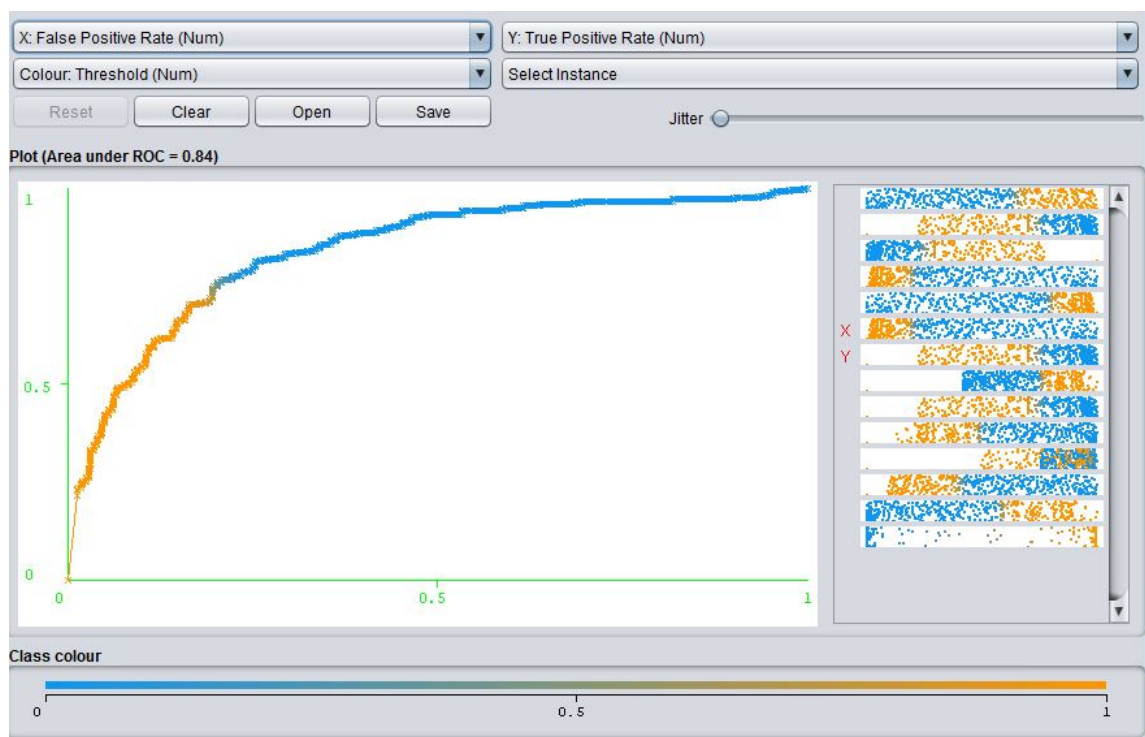 X: False Positive Rate (Num)
Y: True Positive Rate (Num)
Colour: Threshold (Num)
Select Instance
Reset
Clear
Open
Save
Jitter
Plot (Area under ROC = 0.84)
1
0.5
0
0
0.5
1
X
Y
Class colour
0
0.5
1